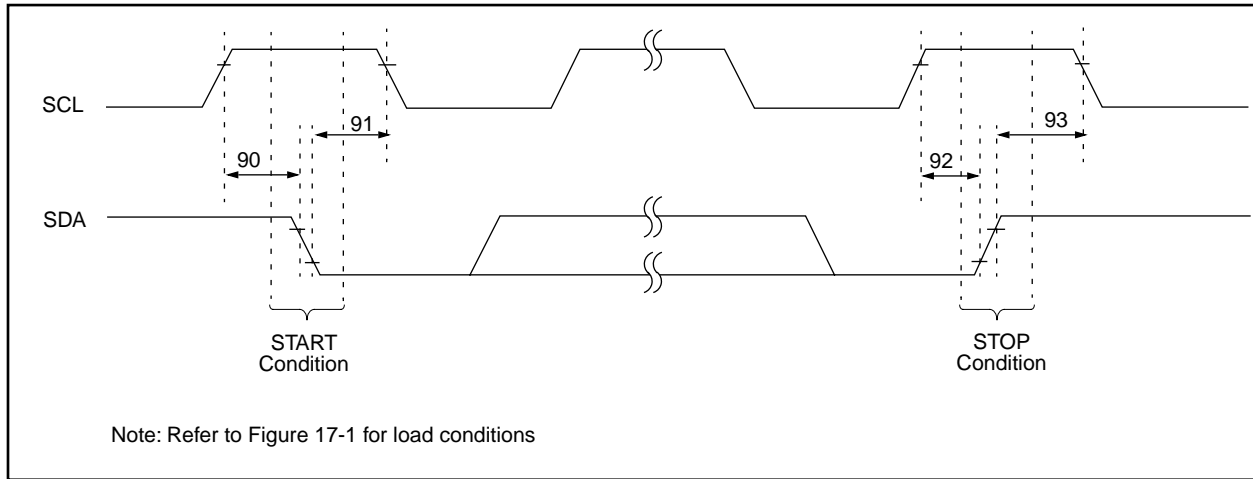 SCL
91
93
90
92
SDA
START
Condition
STOP
Condition
Note: Refer to Figure 17-1 for load conditions